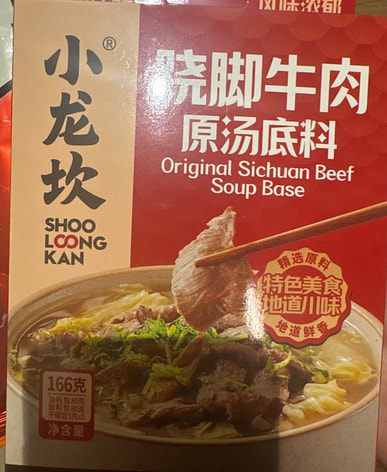 风味浓郁
小龙坎®
SHOO
LOONG
KAN
跷脚牛肉
原汤底料
Original Sichuan Beef
Soup Base
精选原料
特色美食
地道川味
地道鲜香
166克
净含量